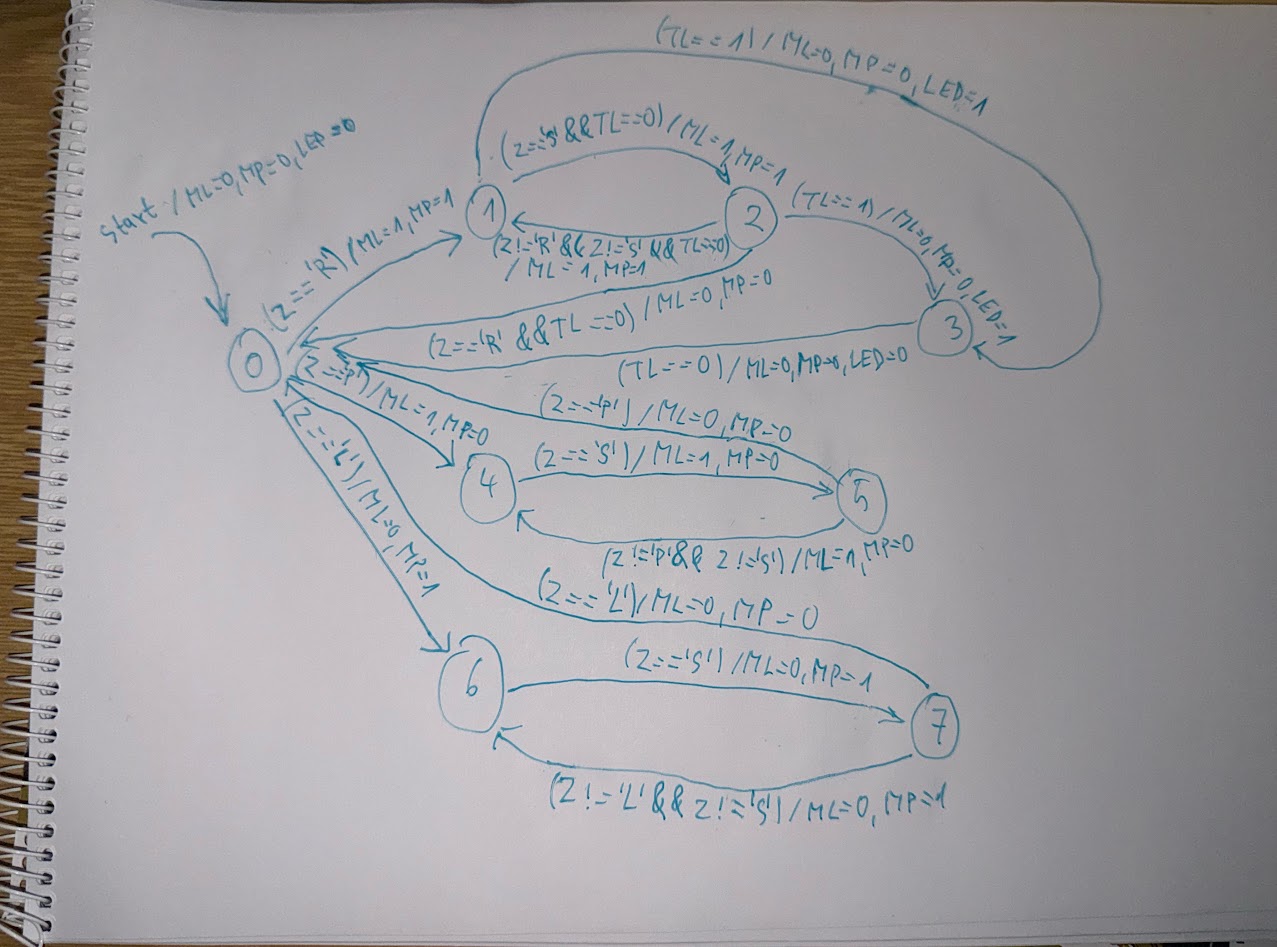 (TL==1) / ML=0, MP=0, LED=1
(Z=='S' && TL==0) / ML=1, MP=1
Start / ML=0, MP=0, LED=0
(Z=='R') / ML=1, MP=1
1
2
(TL==1) / ML=0, MP=0, LED=1
(Z!='R' && Z!='S' && TL==0)
/ ML=1, MP=1
(Z=='R' && TL==0) / ML=0, MP=0
3
0
(TL==0) / ML=0, MP=0, LED=0
(Z=='P') / ML=1, MP=0
(Z=='P') / ML=0, MP=0
(Z=='S') / ML=1, MP=0
4
5
(Z!='P' && Z!='S') / ML=1, MP=0
(Z=='L') / ML=0, MP=1
(Z=='L') / ML=0, MP=0
(Z=='S') / ML=0, MP=1
6
7
(Z!='L' && Z!='S') / ML=0, MP=1